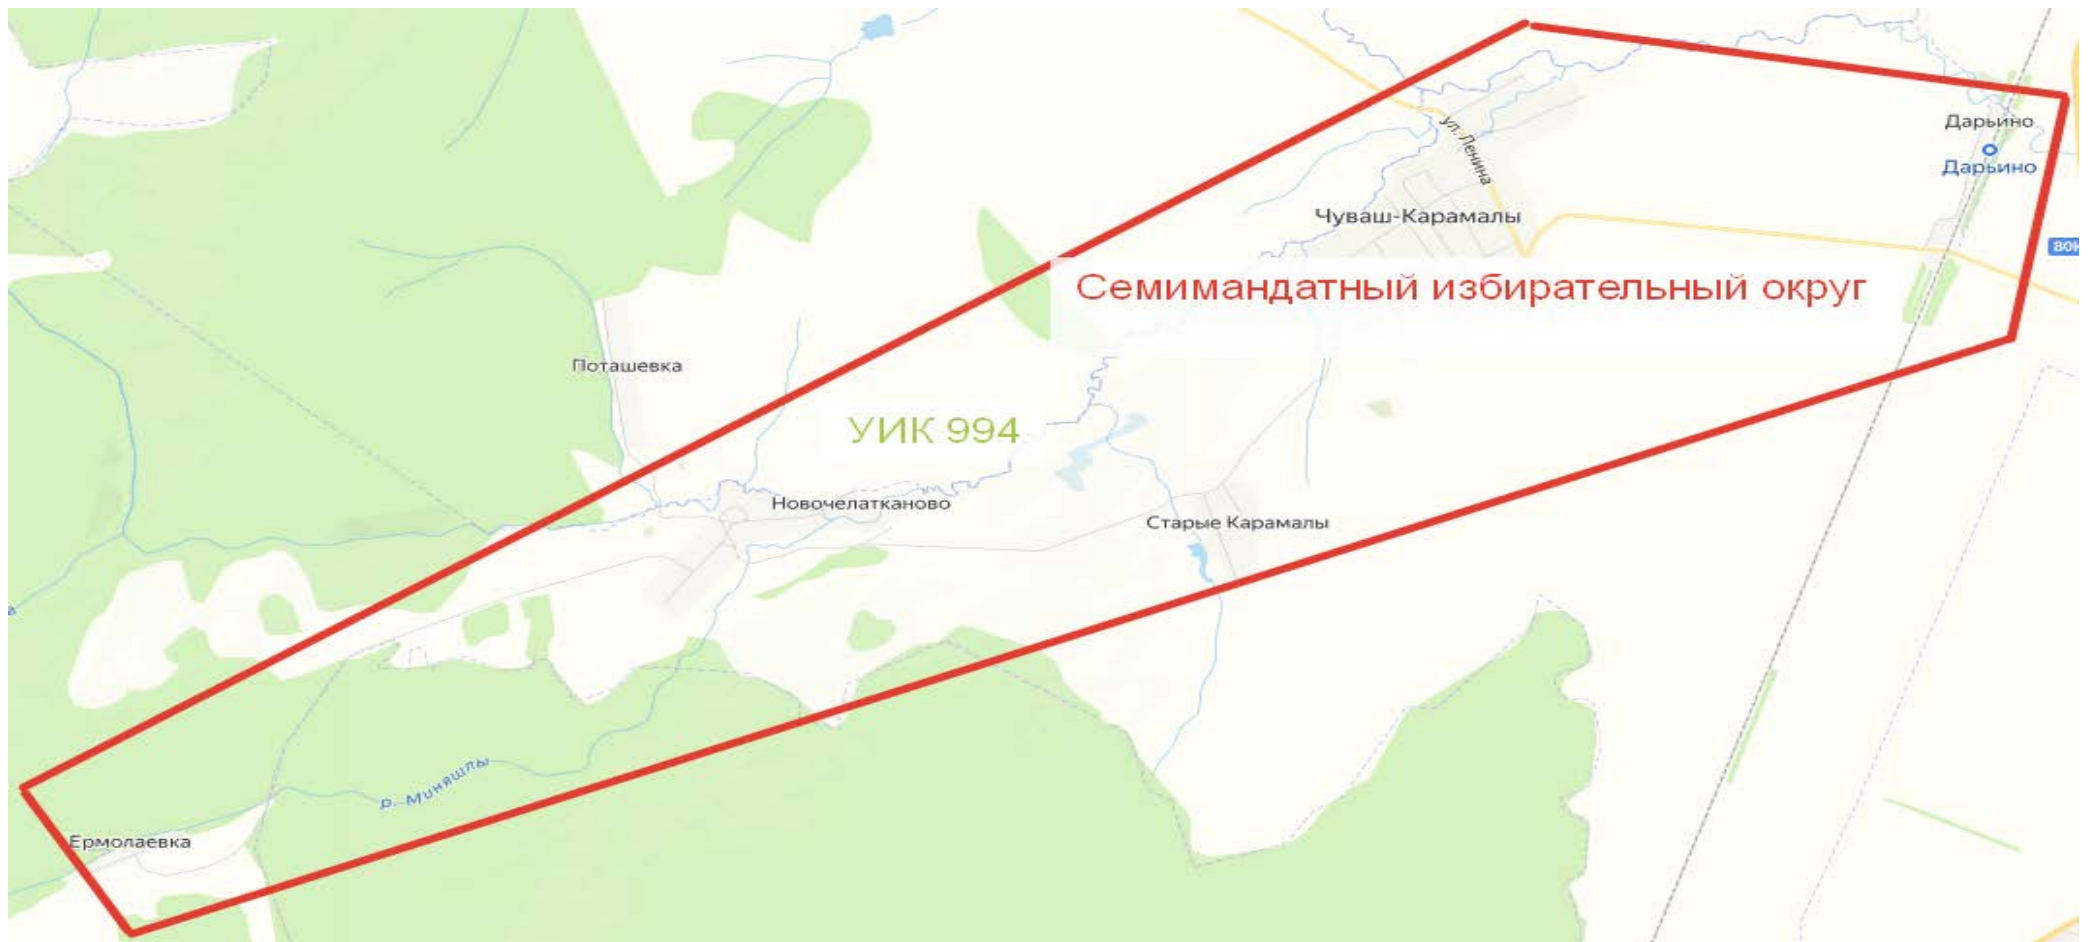 Дарьино
Дарьино
ул. Ленина
Чуваш-Карамалы
Семимандатный избирательный округ
Поташевка
УИК 994
Новочелатканово
Старые Карамалы
р. Миняшлы
Ермолаевка